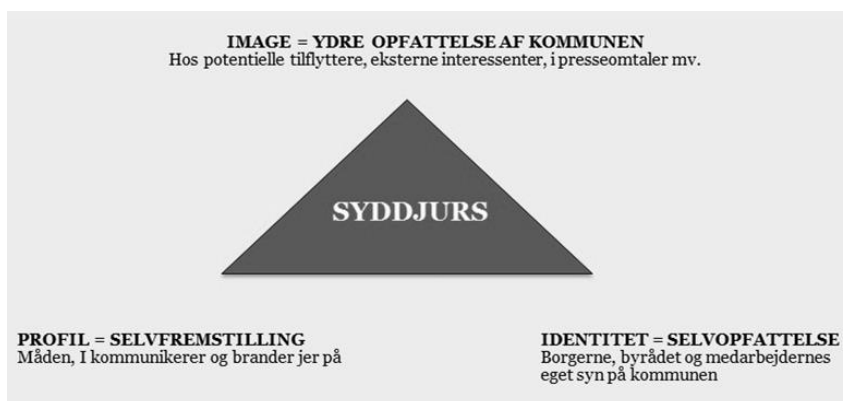 IMAGE = YDRE OPFATTELSE AF KOMMUNEN
Hos potentielle tilflyttere, eksterne interessenter, i presseomtaler mv.
SYDDJURS
PROFIL = SELVFREMSTILLING
Måden, I kommunikerer og brander jer på
IDENTITET = SELVOPFATTELSE
Borgerne, byrådet og medarbejdernes
eget syn på kommunen